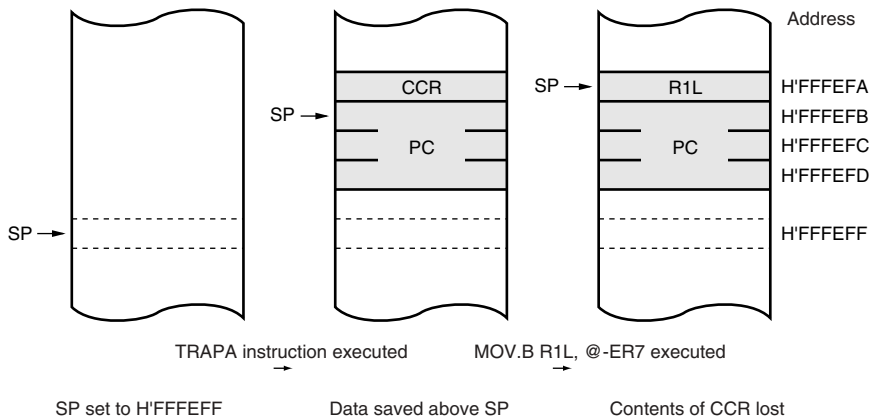 Address
CCR
SP
R1L
H'FFFEFA
SP
H'FFFEFB
PC
PC
H'FFFEFC
H'FFFEFD
SP
H'FFFEFF
TRAPA instruction executed
MOV.B R1L, @-ER7 executed
SP set to H'FFFEFF
Data saved above SP
Contents of CCR lost